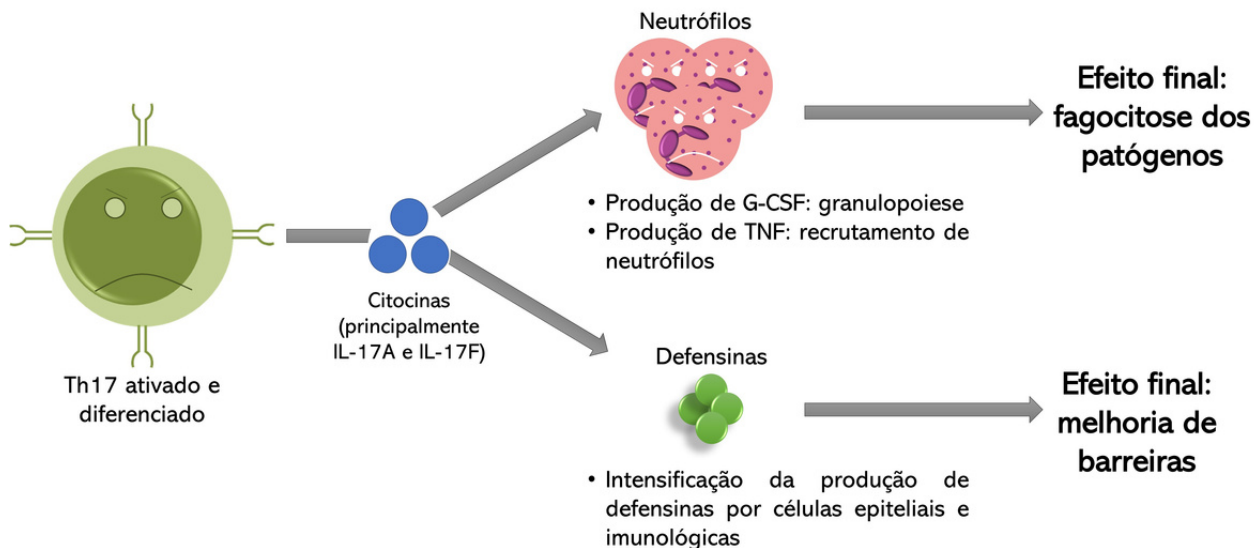 Th17 ativado e
diferenciado
Citocinas
(principalmente
IL-17A e IL-17F)
Neutrófilos
• Produção de G-CSF: granulopoiese
• Produção de TNF: recrutamento de
neutrófilos
Efeito final:
fagocitose dos
patógenos
Defensinas
• Intensificação da produção de
defensinas por células epiteliais e
imunológicas
Efeito final:
melhoria de
barreiras